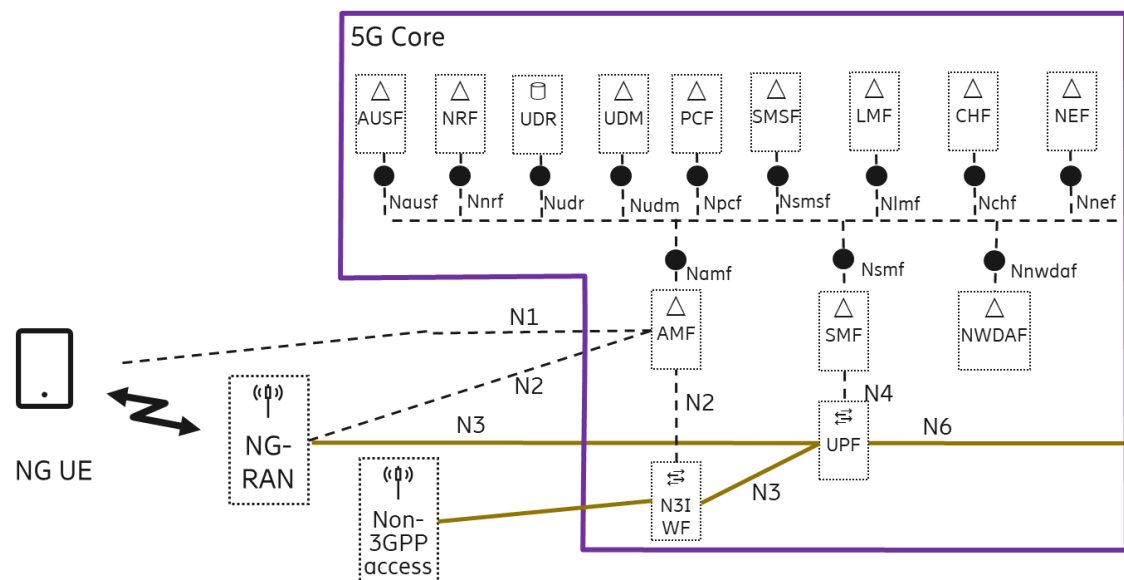 5G Core
AUSF
NRF
UDR
UDM
PCF
SMSF
LMF
CHF
NEF
Nausf
Nnrf
Nudr
Nudm
Npcf
Nsmsf
Nlmf
Nchf
Nnef
Namf
Nsmf
Nnwdaf
AMF
SMF
NWDAF
N1
N2
N2
N4
N3
N6
UPF
NG UE
NG-
RAN
N3
N3I
WF
Non-
3GPP
access